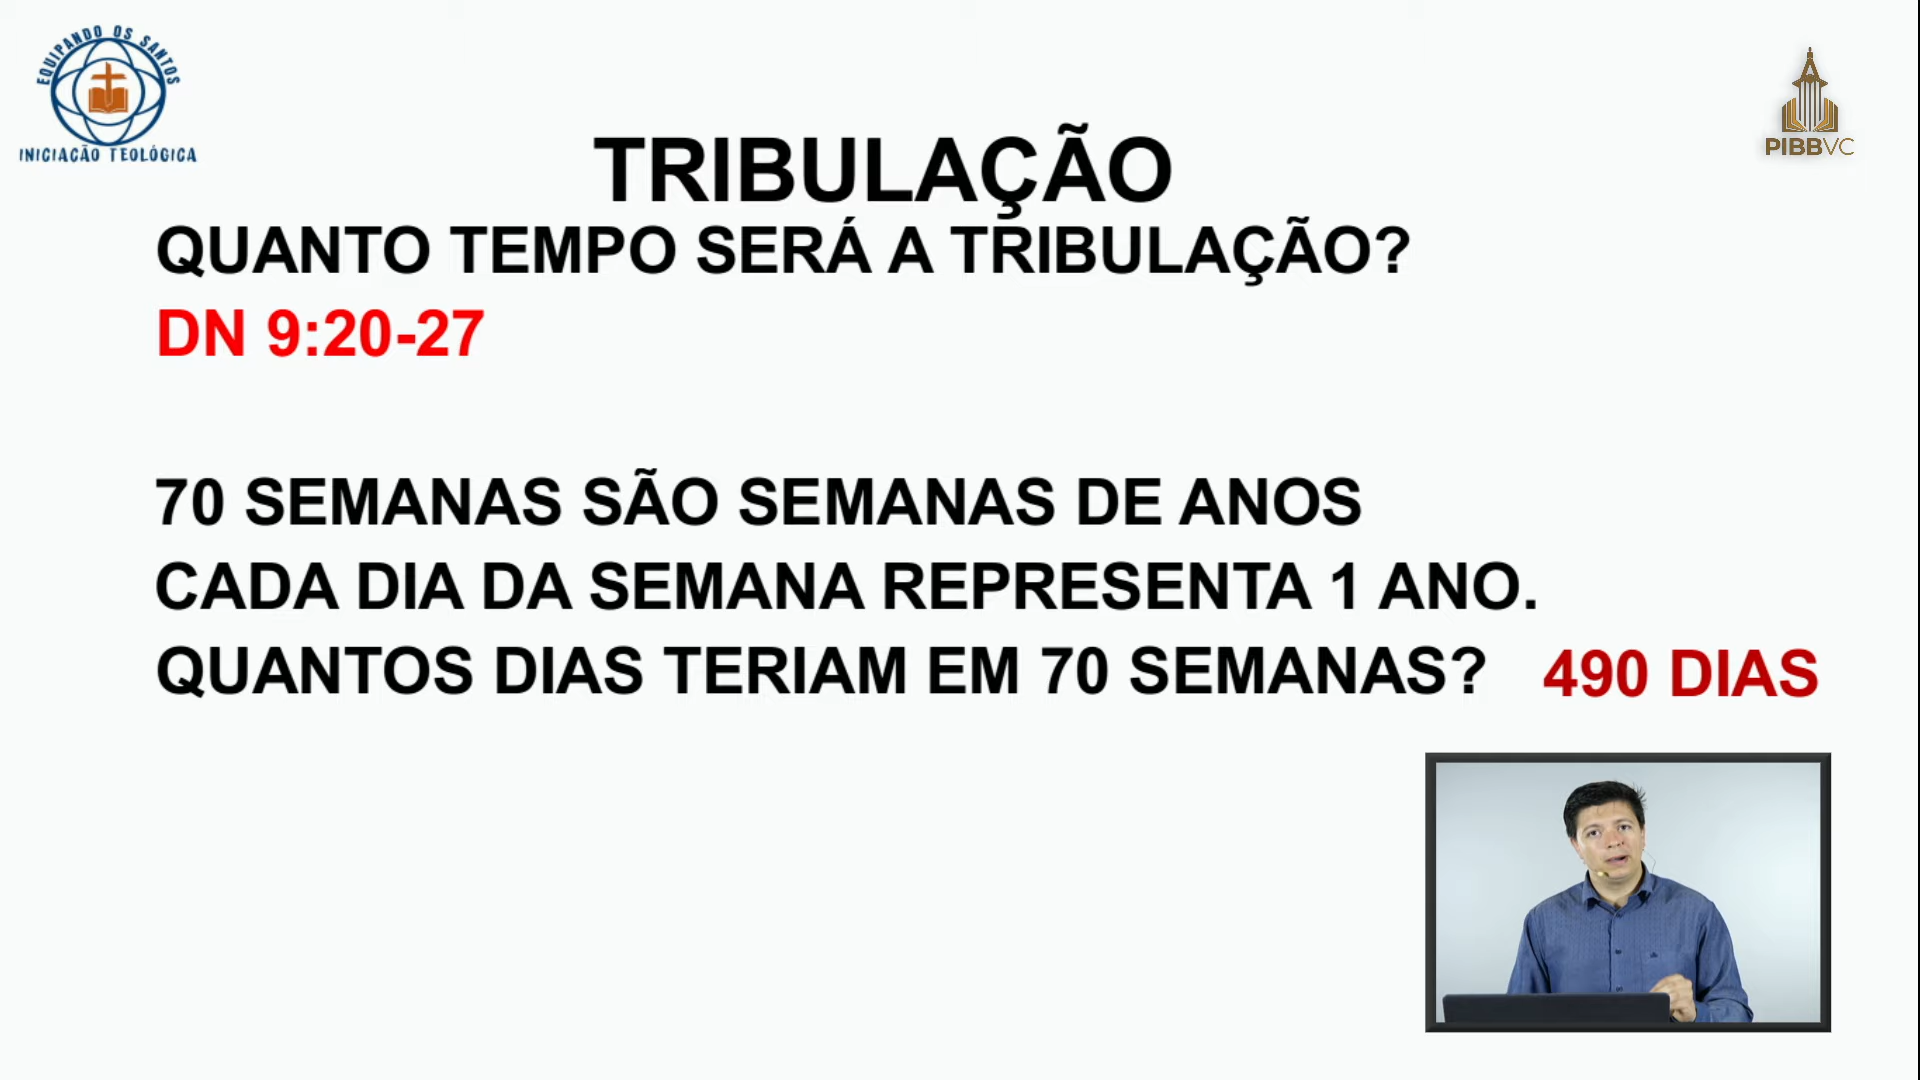 EQUIPANDO OS SANTOS
INICIAÇÃO TEOLÓGICA
PIBBVC
TRIBULAÇÃO
QUANTO TEMPO SERÁ A TRIBULAÇÃO?
DN 9:20-27
70 SEMANAS SÃO SEMANAS DE ANOS
CADA DIA DA SEMANA REPRESENTA 1 ANO.
QUANTOS DIAS TERIAM EM 70 SEMANAS? 490 DIAS